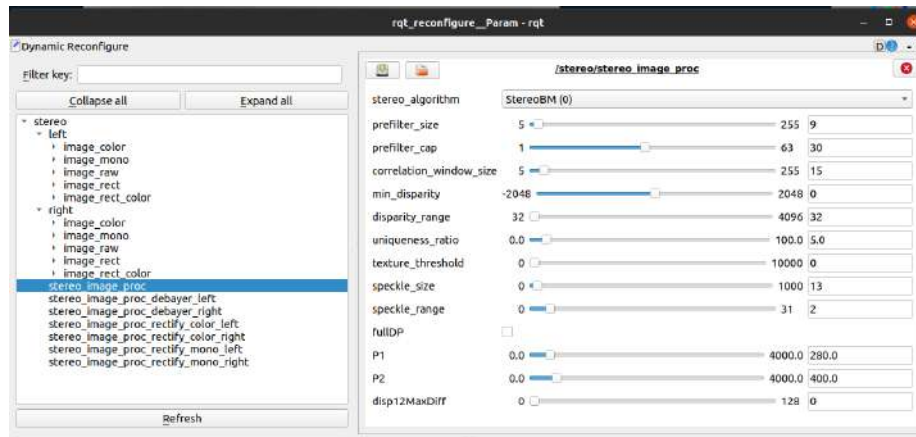 rqt_reconfigure__Param - rqt
Dynamic Reconfigure
D
Filter key:
Collapse all Expand all
stereo
left
image_color
image_mono
image_raw
image_rect
image_rect_color
right
image_color
image_mono
image_raw
image_rect
image_rect_color
stereo_image_proc
stereo_image_proc_debayer_left
stereo_image_proc_debayer_right
stereo_image_proc_rectify_color_left
stereo_image_proc_rectify_color_right
stereo_image_proc_rectify_mono_left
stereo_image_proc_rectify_mono_right
Refresh
/stereo/stereo_image_proc
stereo_algorithm StereoBM (0)
prefilter_size 5 255 9
prefilter_cap 1 63 30
correlation_window_size 5 255 15
min_disparity -2048 2048 0
disparity_range 32 4096 32
uniqueness_ratio 0.0 100.0 5.0
texture_threshold 0 10000 0
speckle_size 0 1000 13
speckle_range 0 31 2
fullDP
P1 0.0 4000.0 280.0
P2 0.0 4000.0 400.0
disp12MaxDiff 0 128 0